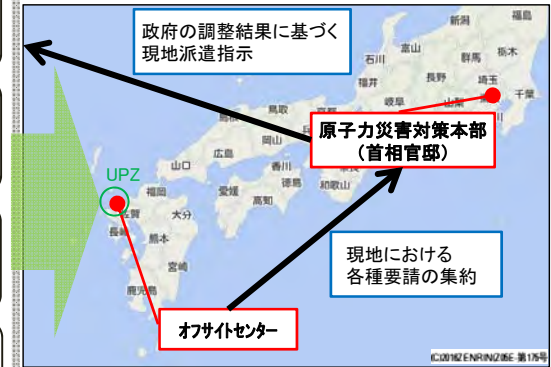 政府の調整結果に基づく
現地派遣指示
新潟
福島
石川
富山
群馬
栃木
福井
長野
埼玉
岐阜
山梨
千葉
鳥取
原子力災害対策本部
(首相官邸)
岡山
広島
山口
香川
徳島
和歌山
愛媛
高知
UPZ
福岡
佐賀
大分
長崎
熊本
宮崎
鹿児島
現地における
各種要請の集約
オフサイトセンター
(C)2016ZENRIN(Z05E-第175号